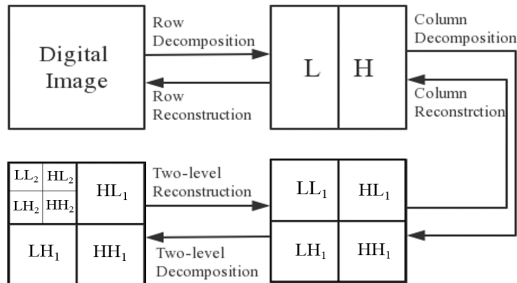 Digital
Image
Row
Decomposition
Row
Reconstruction
L H
Column
Decomposition
Column
Reconstrction
LL₂ HL₂
LH₂ HH₂
HL₁
LH₁ HH₁
Two-level
Reconstruction
Two-level
Decomposition
LL₁ HL₁
LH₁ HH₁